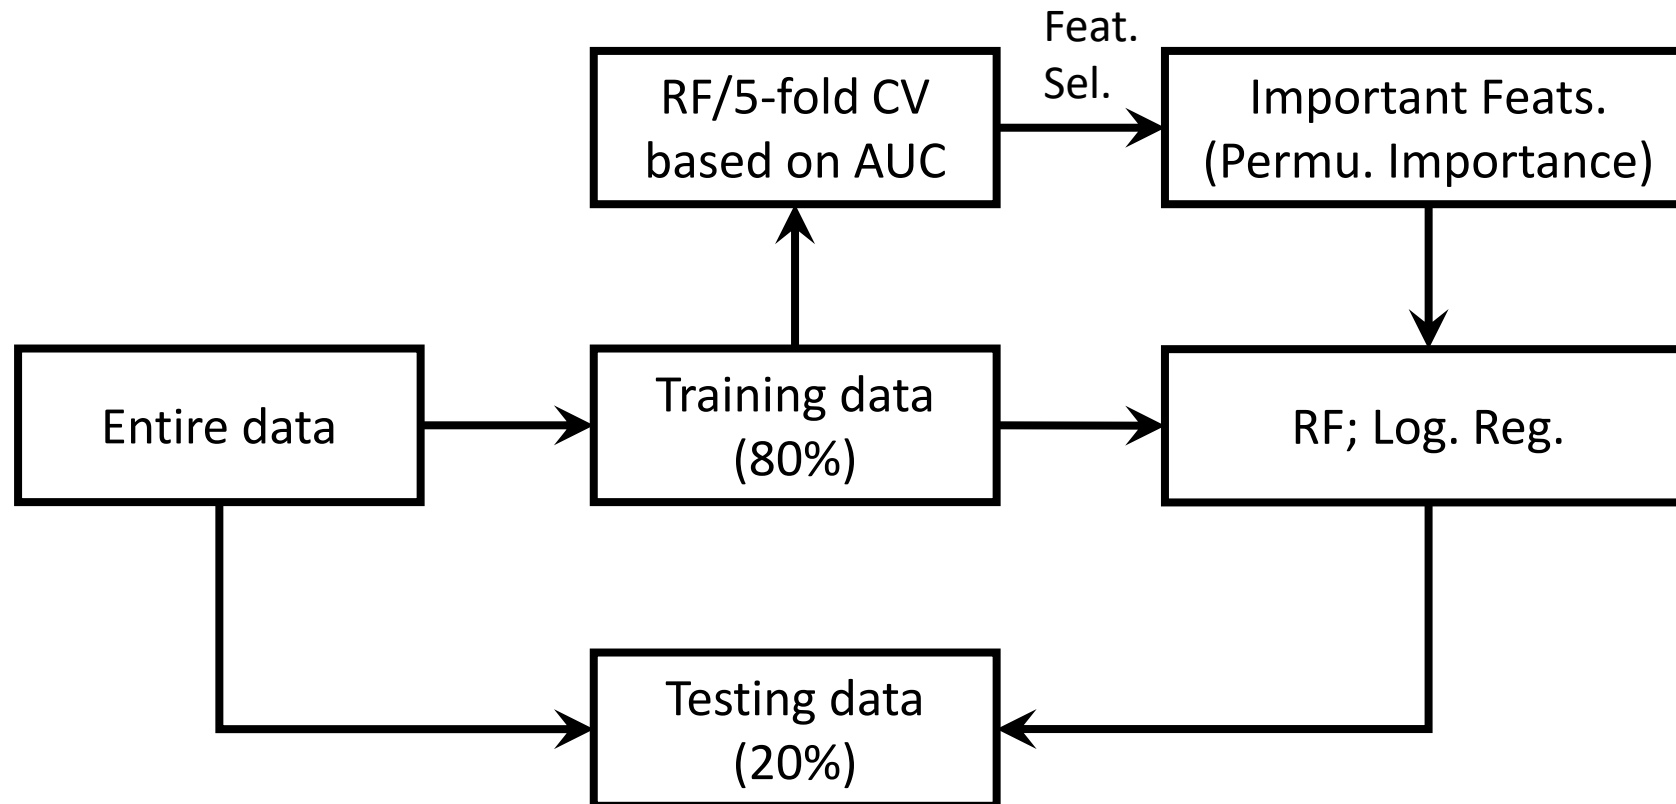 Feat.
Sel.
RF/5-fold CV
based on AUC
Important Feats.
(Permu. Importance)
Entire data
Training data
(80%)
RF; Log. Reg.
Testing data
(20%)